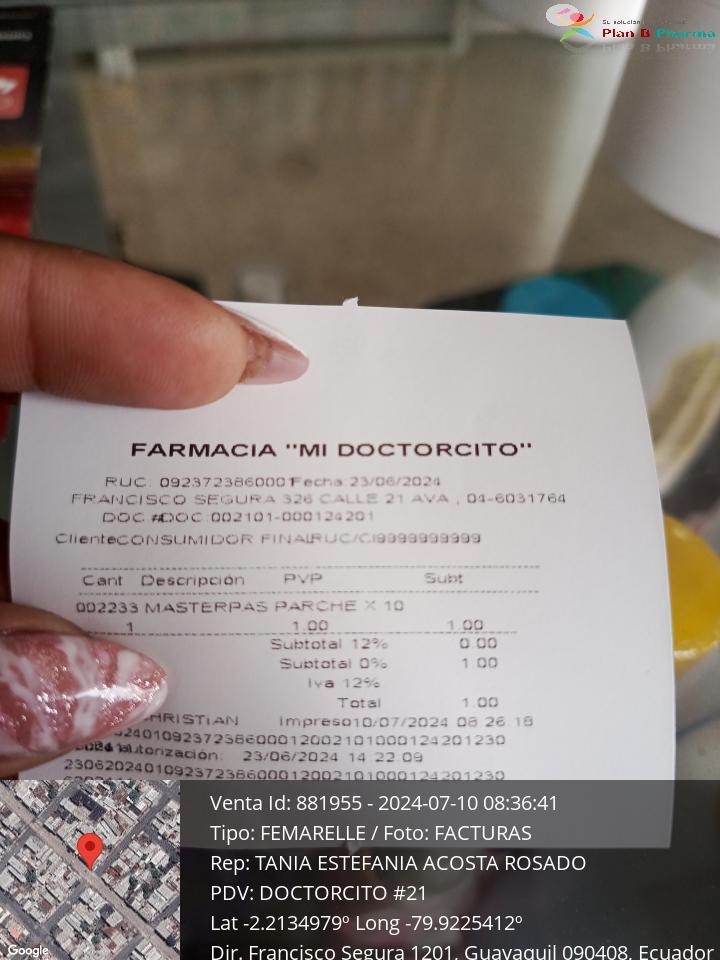 Plan B Pharma
FARMACIA "MI DOCTORCITO"
RUC: 0923723860001Fecha:23/06/2024
FRANCISCO SEGURA 326 CALLE 21 AVA , 04-6031764
DOC #DOC:002101-000124201
ClienteCONSUMIDOR FINALRUC/CI9999999999
Cant Descripción PVP Subt
002233 MASTERPAS PARCHE X 10
1 1.00 1.00
Subtotal 12% 0.00
Subtotal 0% 1.00
Iva 12%
Total 1.00
HRISTIAN Impreso10/07/2024 08.26.18
240109237238600012002101000124201230
23/06/2024 14:22:09
230620240109237238600012002101000124201230
Venta Id: 881955 - 2024-07-10 08:36:41
Tipo: FEMARELLE / Foto: FACTURAS
Rep: TANIA ESTEFANIA ACOSTA ROSADO
PDV: DOCTORCITO #21
Lat -2.2134979º Long -79.9225412º
Dir. Francisco Segura 1201, Guayaquil 090408, Ecuador
Google